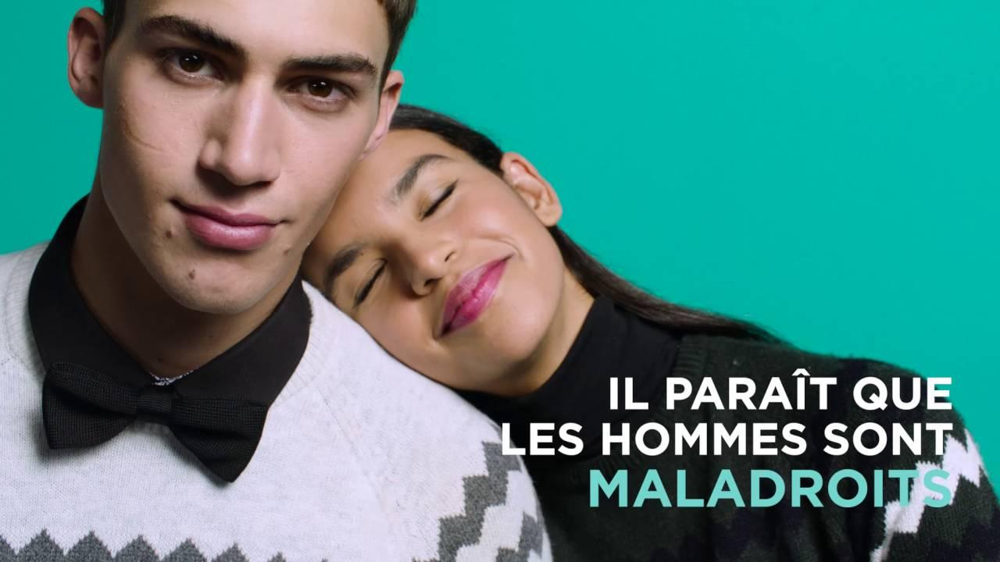 IL PARAÎT QUE
LES HOMMES SONT
MALADROITS